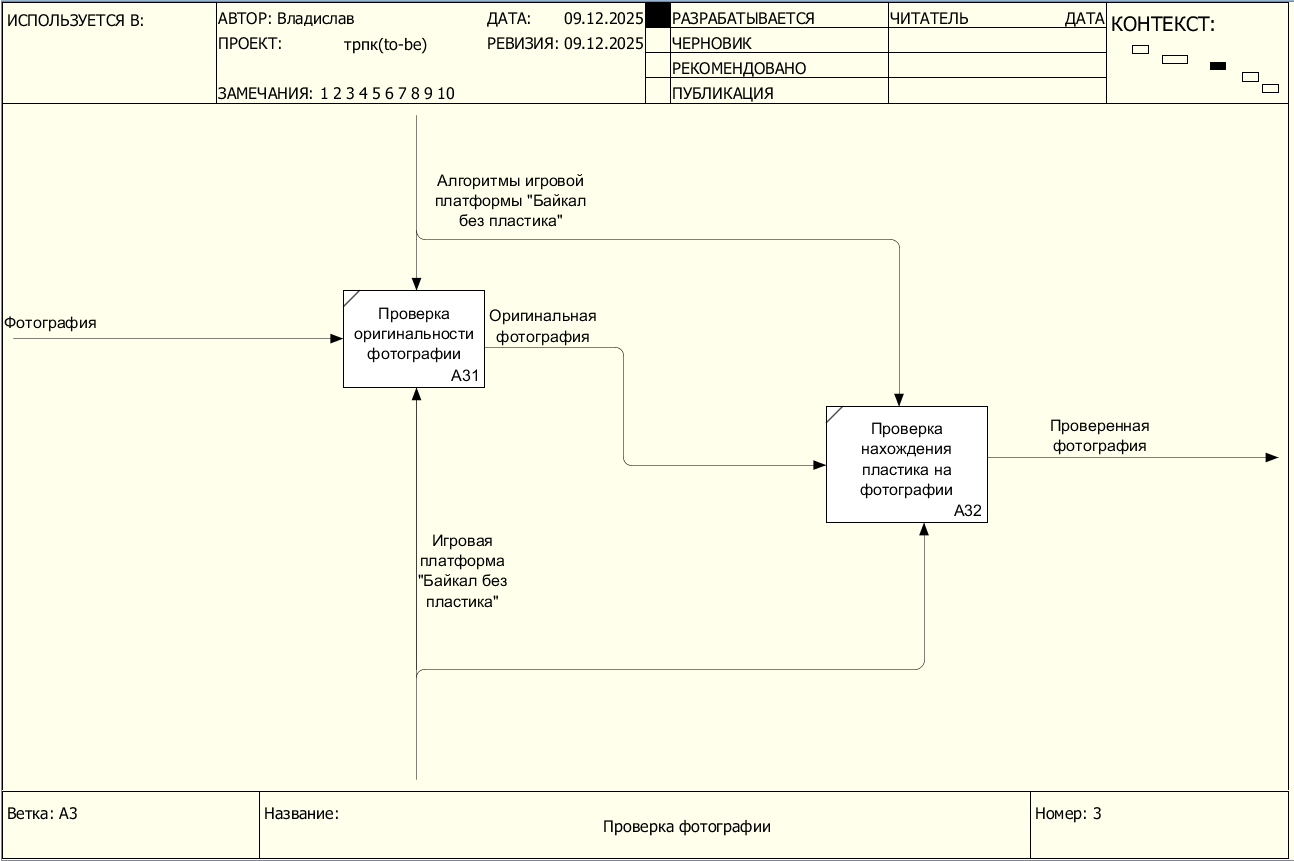 ИСПОЛЬЗУЕТСЯ В:
АВТОР: Владислав
ДАТА: 09.12.2025
ПРОЕКТ: трпк(to-be)
РЕВИЗИЯ: 09.12.2025
ЗАМЕЧАНИЯ: 1 2 3 4 5 6 7 8 9 10
РАЗРАБАТЫВАЕТСЯ
ЧЕРНОВИК
РЕКОМЕНДОВАНО
ПУБЛИКАЦИЯ
ЧИТАТЕЛЬ ДАТА
КОНТЕКСТ:
Алгоритмы игровой
платформы "Байкал
без пластика"
Фотография
Проверка
оригинальности
фотографии
A31
Оригинальная
фотография
Проверка
нахождения
пластика на
фотографии
A32
Проверенная
фотография
Игровая
платформа
"Байкал без
пластика"
Ветка: A3
Название:
Проверка фотографии
Номер: 3